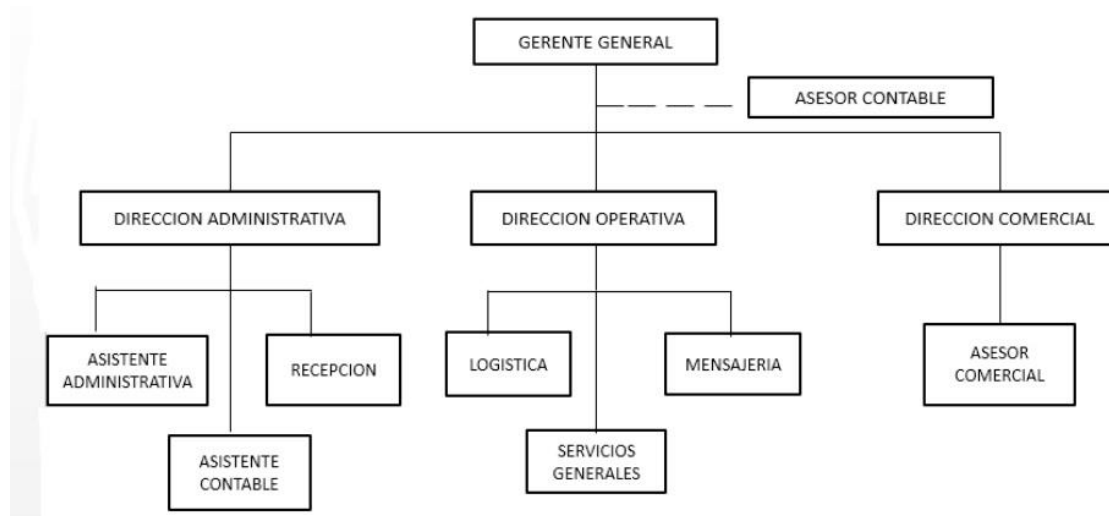 GERENTE GENERAL
ASESOR CONTABLE
DIRECCION ADMINISTRATIVA
DIRECCION OPERATIVA
DIRECCION COMERCIAL
ASISTENTE
ADMINISTRATIVA
RECEPCION
LOGISTICA
MENSAJERIA
ASESOR
COMERCIAL
ASISTENTE
CONTABLE
SERVICIOS
GENERALES